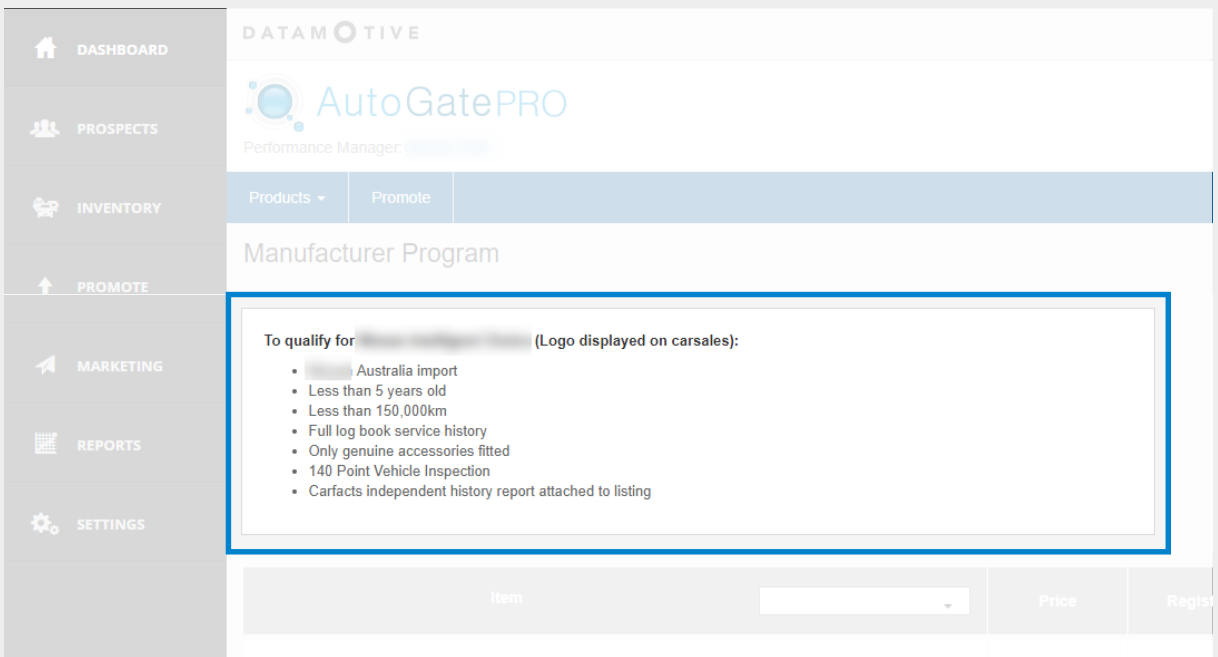 DATAMOTIVE
DASHBOARD
AutoGatePRO
PROSPECTS
Performance Manager:
Products
Promote
INVENTORY
Manufacturer Program
PROMOTE
To qualify for (Logo displayed on carsales):
Australia import
Less than 5 years old
Less than 150,000km
Full log book service history
Only genuine accessories fitted
140 Point Vehicle Inspection
Carfacts independent history report attached to listing
MARKETING
REPORTS
SETTINGS
Item
Price
Regist